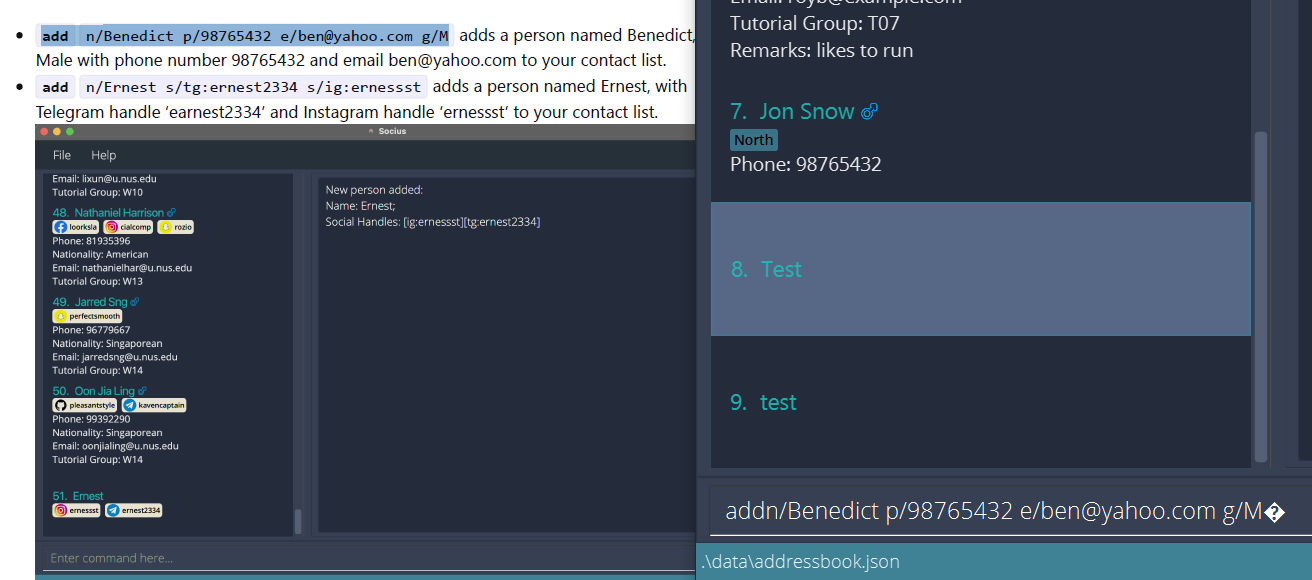 add n/Benedict p/98765432 e/ben@yahoo.com g/M adds a person named Benedict,
Male with phone number 98765432 and email ben@yahoo.com to your contact list.
add n/Ernest s/tg:ernest2334 s/ig:ernessst adds a person named Ernest, with
Telegram handle ‘earnest2334’ and Instagram handle ‘ernessst’ to your contact list.
Socius
File Help
Email: lixun@u.nus.edu
Tutorial Group: W10
48. Nathaniel Harrison
loorksla cialcomp rozio
Phone: 81935396
Nationality: American
Email: nathanielhar@u.nus.edu
Tutorial Group: W13
49. Jarred Sng
perfectsmooth
Phone: 96779667
Nationality: Singaporean
Email: jarredsng@u.nus.edu
Tutorial Group: W14
50. Oon Jia Ling
pleasantstyle kavencaptain
Phone: 99392290
Nationality: Singaporean
Email: oonjialing@u.nus.edu
Tutorial Group: W14
51. Ernest
ernessst ernest2334
New person added:
Name: Ernest;
Social Handles: [ig:ernessst][tg:ernest2334]
Enter command here...
Email: royb@example.com
Tutorial Group: T07
Remarks: likes to run
7. Jon Snow
North
Phone: 98765432
8. Test
9. test
addn/Benedict p/98765432 e/ben@yahoo.com g/M�
.\data\addressbook.json